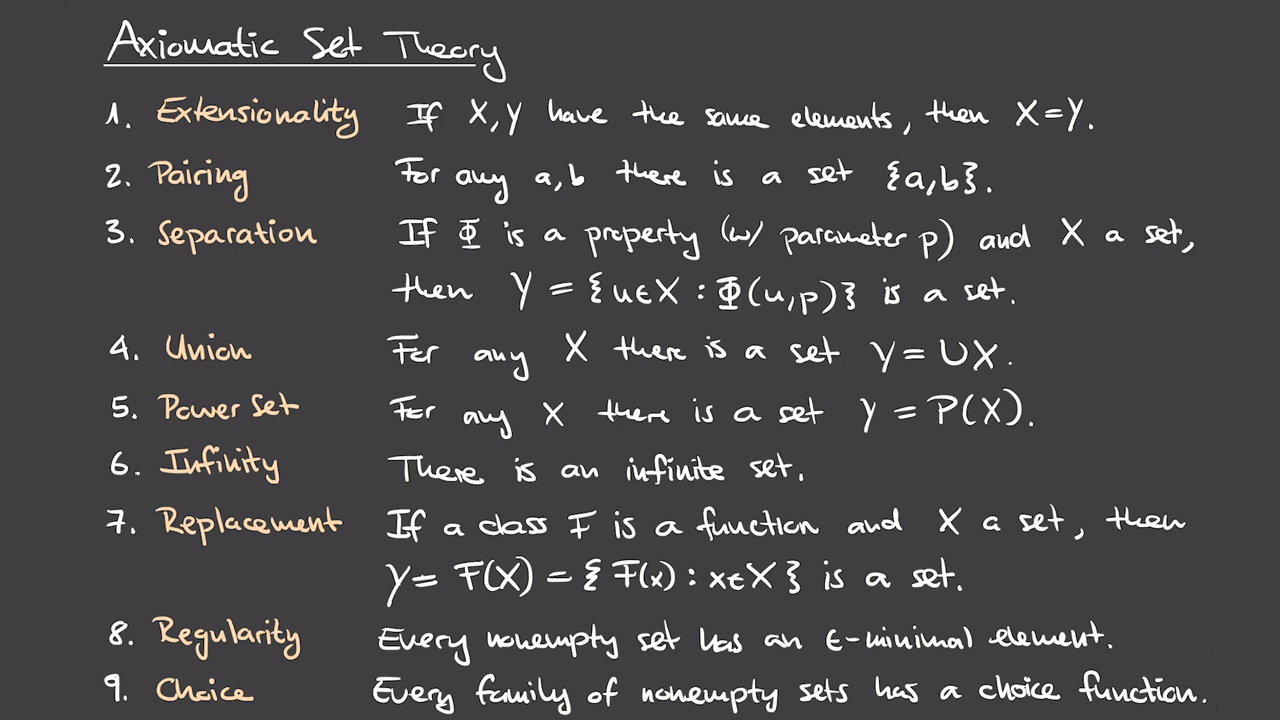 Axiomatic Set Theory
1. Extensionality If X, Y have the same elements, then X=Y.
2. Pairing For any a,b there is a set {a,b}.
3. Separation If Φ is a property (w/ parameter p) and X a set,
then Y = {u∈X : Φ(u,p)} is a set.
4. Union For any X there is a set Y = ∪X.
5. Power Set For any X there is a set Y = P(X).
6. Infinity There is an infinite set.
7. Replacement If a class F is a function and X a set, then
Y = F(X) = { F(x) : x∈X } is a set.
8. Regularity Every nonempty set has an ∈-minimal element.
9. Choice Every family of nonempty sets has a choice function.